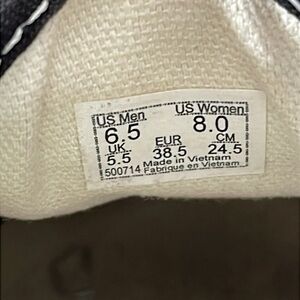 US Men US Women
6.5 8.0
UK EUR CM
5.5 38.5 24.5
500714 Made in Vietnam
Fabrique en Vietnam